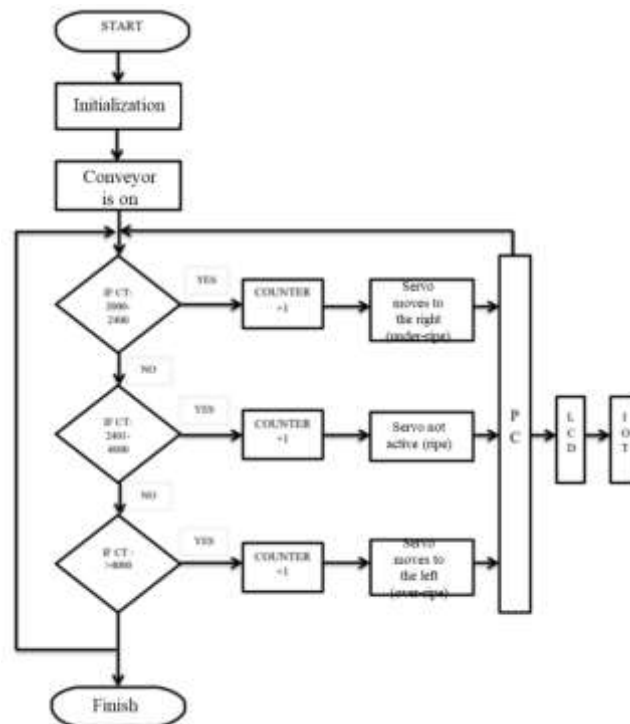 START
Initialization
Conveyor
is on
IF CT:
YES
COUNTER
+1
Servo
moves to
the right
(under-ripe)
NO
IF CT:
2401-
4000
YES
COUNTER
+1
Servo not
active (ripe)
NO
IF CT :
>4000
YES
COUNTER
+1
Servo
moves to
the left
(over-ripe)
P
C
L
C
D
I
O
T
Finish